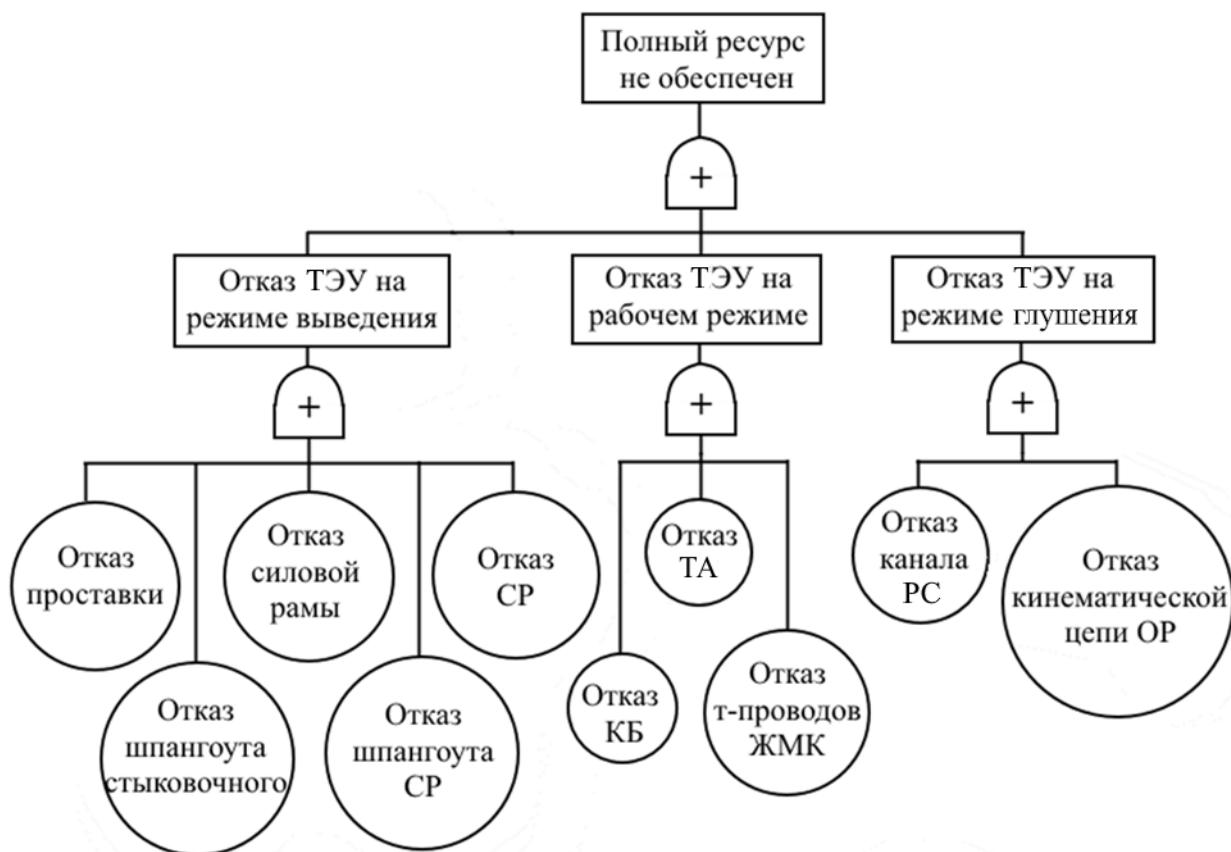 Полный ресурс
не обеспечен
+
Отказ ТЭУ на
режиме выведения
Отказ ТЭУ на
рабочем режиме
Отказ ТЭУ на
режиме глушения
+
+
+
Отказ
проставки
Отказ
шпангоута
стыковочного
Отказ
силовой
рамы
Отказ
шпангоута
СР
Отказ
СР
Отказ
КБ
Отказ
ТА
Отказ
т-проводов
ЖМК
Отказ
канала
РС
Отказ
кинематической
цепи ОР